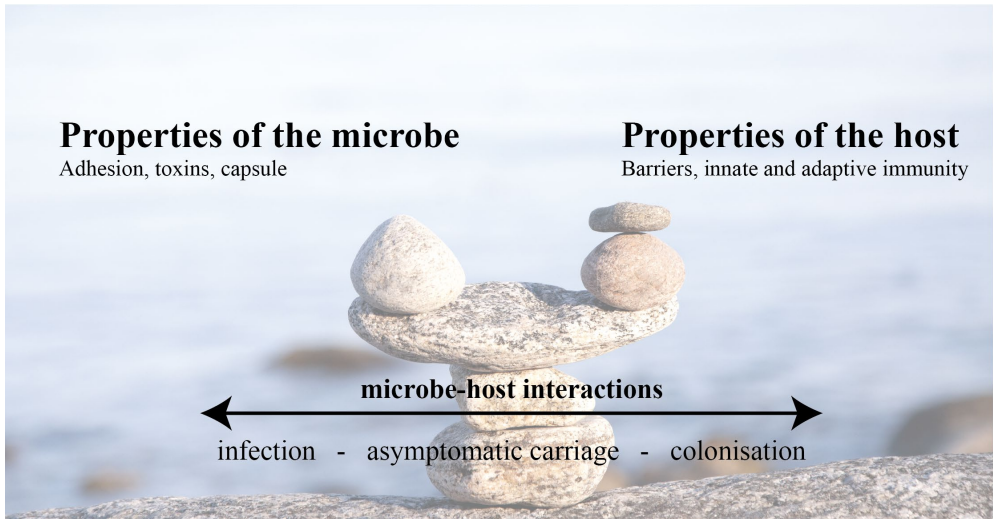 Properties of the microbe
Adhesion, toxins, capsule
Properties of the host
Barriers, innate and adaptive immunity
microbe-host interactions
infection - asymptomatic carriage - colonisation